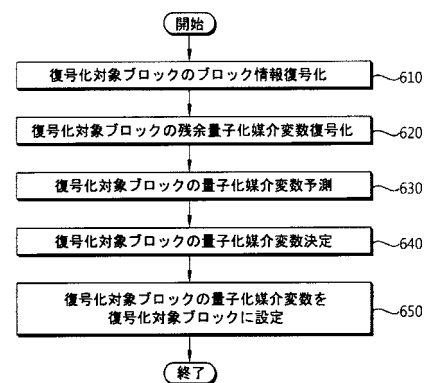 開始
復号化対象ブロックのブロック情報復号化
610
復号化対象ブロックの残余量子化媒介変数復号化
620
復号化対象ブロックの量子化媒介変数予測
630
復号化対象ブロックの量子化媒介変数決定
640
復号化対象ブロックの量子化媒介変数を
復号化対象ブロックに設定
650
終了